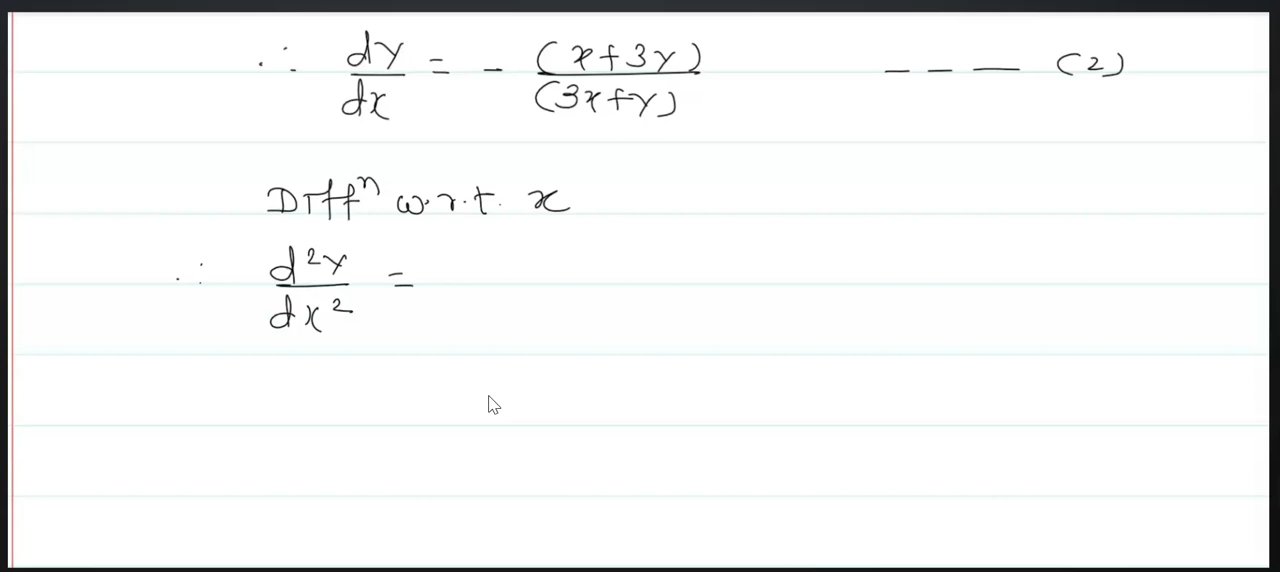 ∴ dy/dx = - (x+3y)/(3x+y) --- (2)
Diffⁿ w.r.t. x
∴ d²y/dx² =